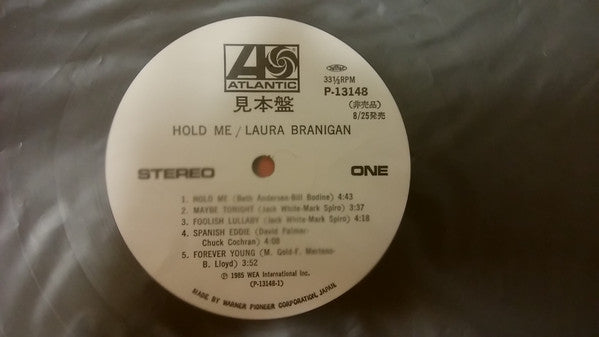 ATLANTIC
見本盤
33⅓RPM
P-13148
(非売品)
8/25発売
HOLD ME / LAURA BRANIGAN
STEREO
ONE
1. HOLD ME (Beth Andersen-Bill Bodine) 4:43
2. MAYBE TONIGHT (Jack White-Mark Spiro) 3:37
3. FOOLISH LULLABY (Jack White-Mark Spiro) 4:18
4. SPANISH EDDIE (David Palmer-
Chuck Cochran) 4:08
5. FOREVER YOUNG (M. Gold-F. Mertens-
B. Lloyd) 3:52
Ⓟ 1985 WEA International Inc.
(P-13148-1)
MADE BY WARNER PIONEER CORPORATION, JAPAN